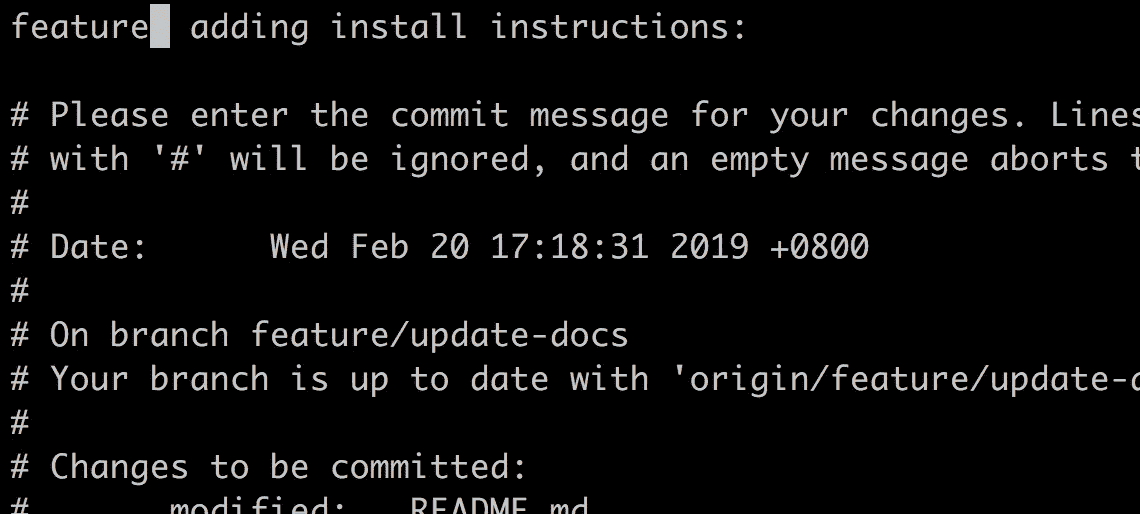 feature adding install instructions:
# Please enter the commit message for your changes. Lines
# with '#' will be ignored, and an empty message aborts t
#
# Date:      Wed Feb 20 17:18:31 2019 +0800
#
# On branch feature/update-docs
# Your branch is up to date with 'origin/feature/update-d
#
# Changes to be committed:
#       modified:   README.md